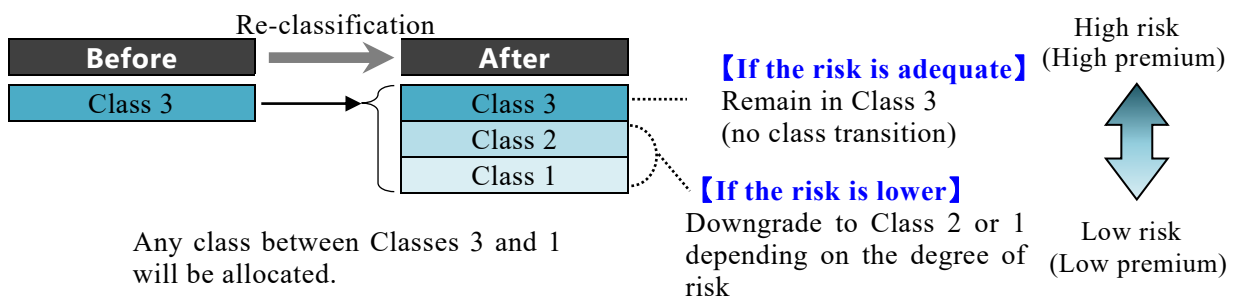 Re-classification
Before
After
Class 3
Class 3
Class 2
Class 1
Any class between Classes 3 and 1
will be allocated.
【If the risk is adequate】
Remain in Class 3
(no class transition)
【If the risk is lower】
Downgrade to Class 2 or 1
depending on the degree of
risk
High risk
(High premium)
Low risk
(Low premium)